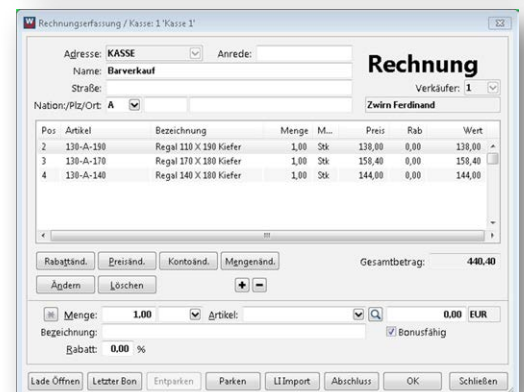 Rechnungserfassung / Kasse: 1 'Kasse 1'
Adresse: KASSE Anrede:
Rechnung
Name: Barverkauf
Straße: Verkäufer: 1
Nation:/Plz/Ort: A Zwirn Ferdinand
Pos Artikel Bezeichnung Menge M... Preis Rab Wert
2 130-A-190 Regal 110 X 190 Kiefer 1,00 Stk 138,00 0,00 138,00
3 130-A-170 Regal 170 X 180 Kiefer 1,00 Stk 158,40 0,00 158,40
4 130-A-140 Regal 140 X 180 Kiefer 1,00 Stk 144,00 0,00 144,00
Rabattänd. Preisänd. Kontoänd. Mengenänd. Gesamtbetrag: 440,40
Ändern Löschen + -
Menge: 1.00 Artikel: 0.00 EUR
Bezeichnung: Bonusfähig
Rabatt: 0,00 %
Lade Öffnen Letzter Bon Entparken Parken LI Import Abschluss OK Schließen